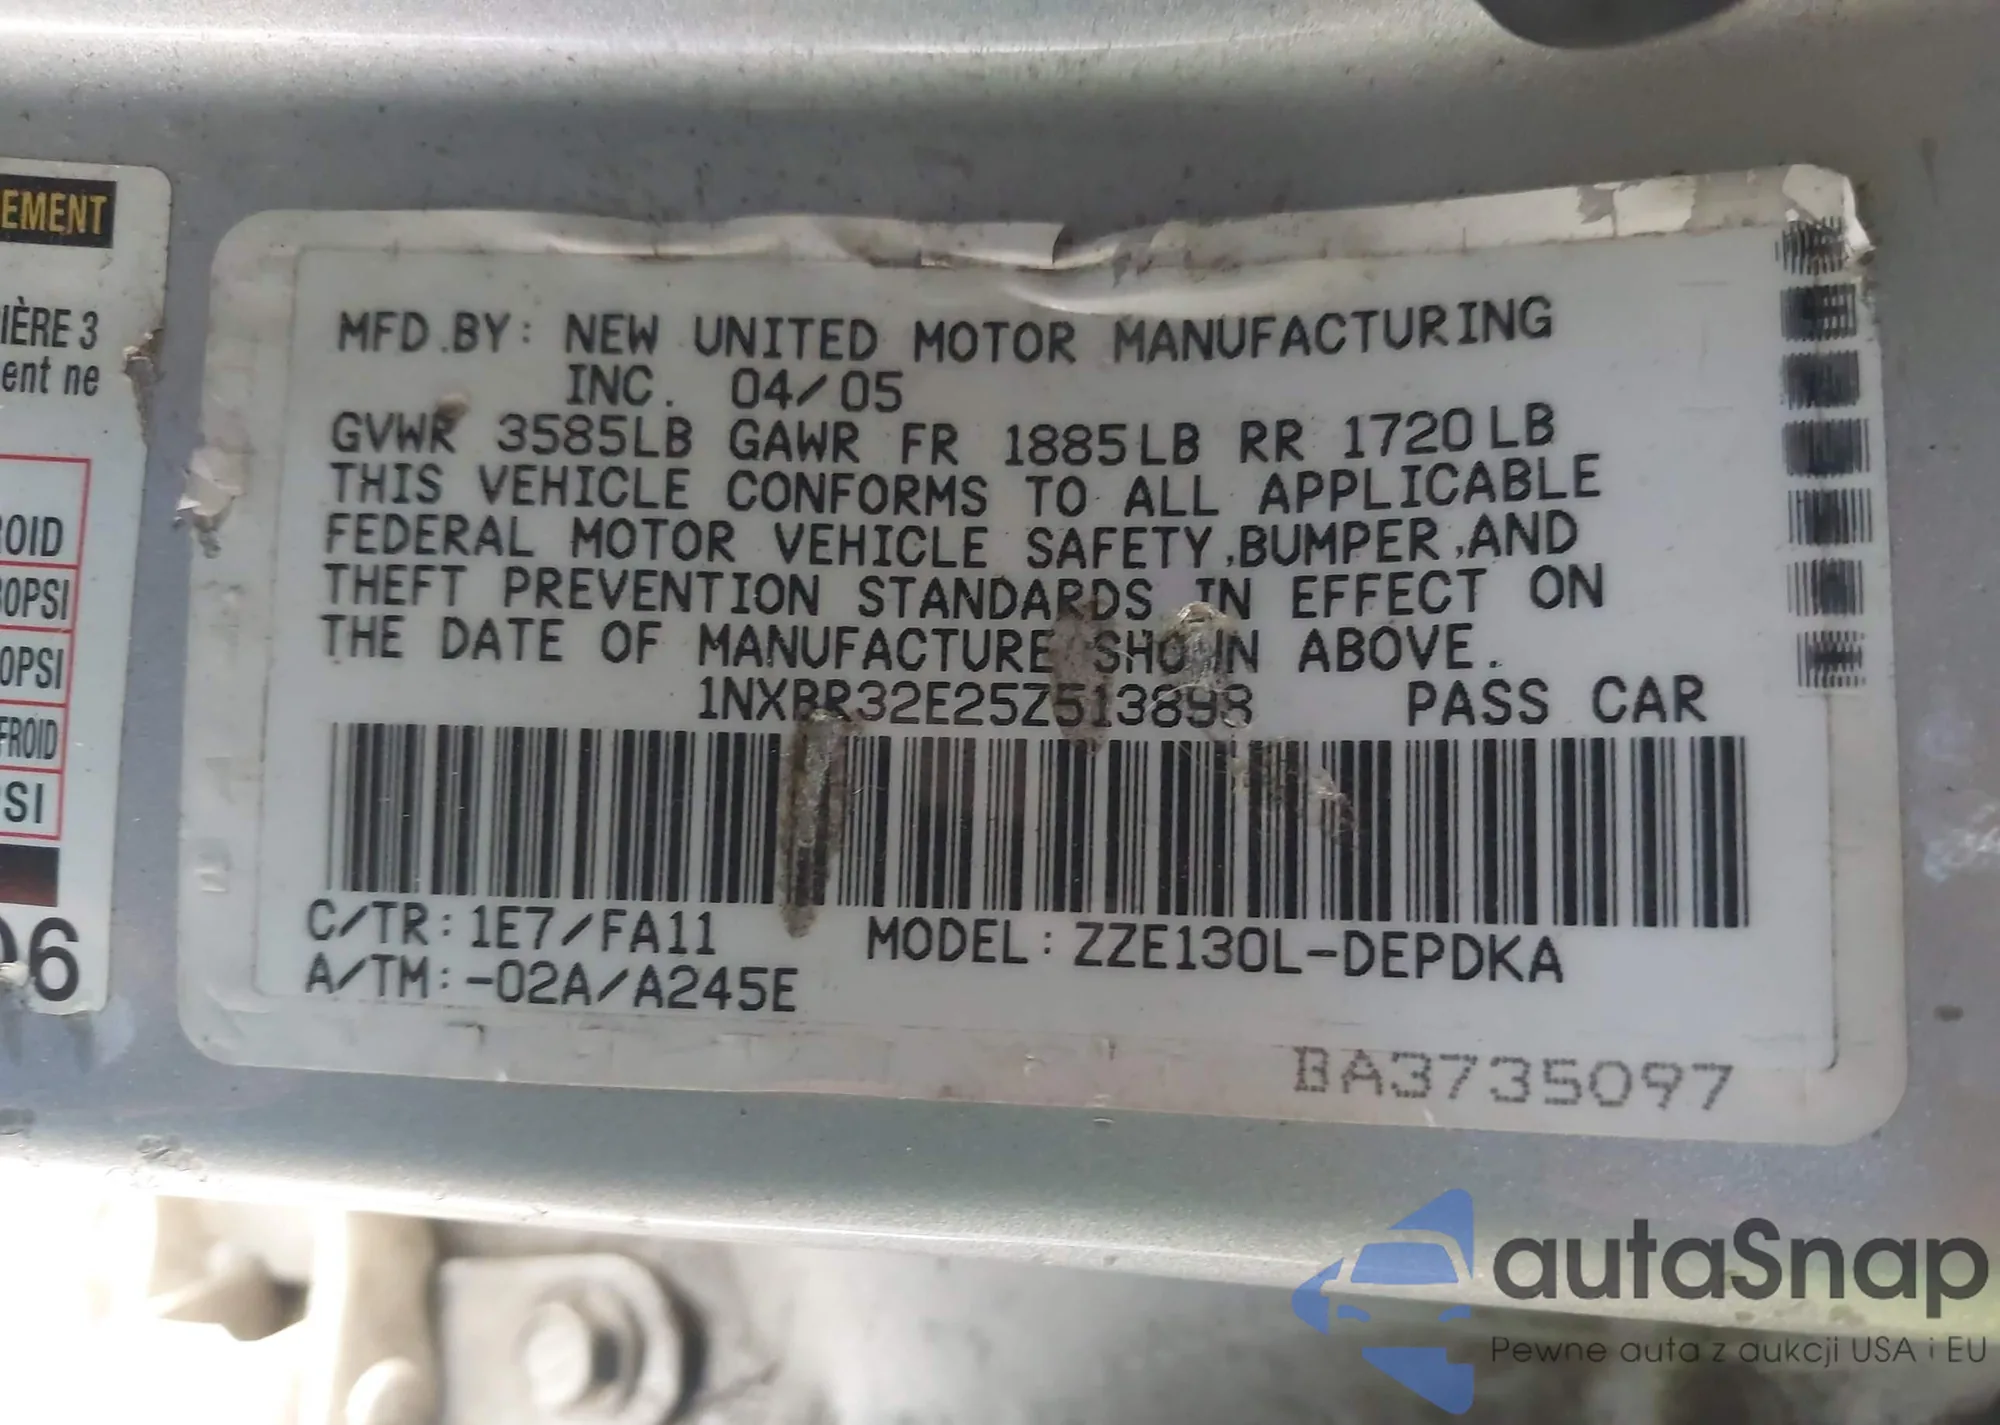 EMENT
IÈRE 3
ent ne
ROID
0PSI
0PSI
FROID
SI
06
MFD.BY: NEW UNITED MOTOR MANUFACTURING
INC. 04/05
GVWR 3585LB GAWR FR 1885LB RR 1720LB
THIS VEHICLE CONFORMS TO ALL APPLICABLE
FEDERAL MOTOR VEHICLE SAFETY,BUMPER,AND
THEFT PREVENTION STANDARDS IN EFFECT ON
THE DATE OF MANUFACTURE SHOWN ABOVE.
1NXBR32E25Z513898 PASS CAR
C/TR: 1E7/FA11 MODEL: ZZE130L-DEPDKA
A/TM: -02A/A245E
BA3735097
autaSnap
Pewne auta z aukcji USA i EU